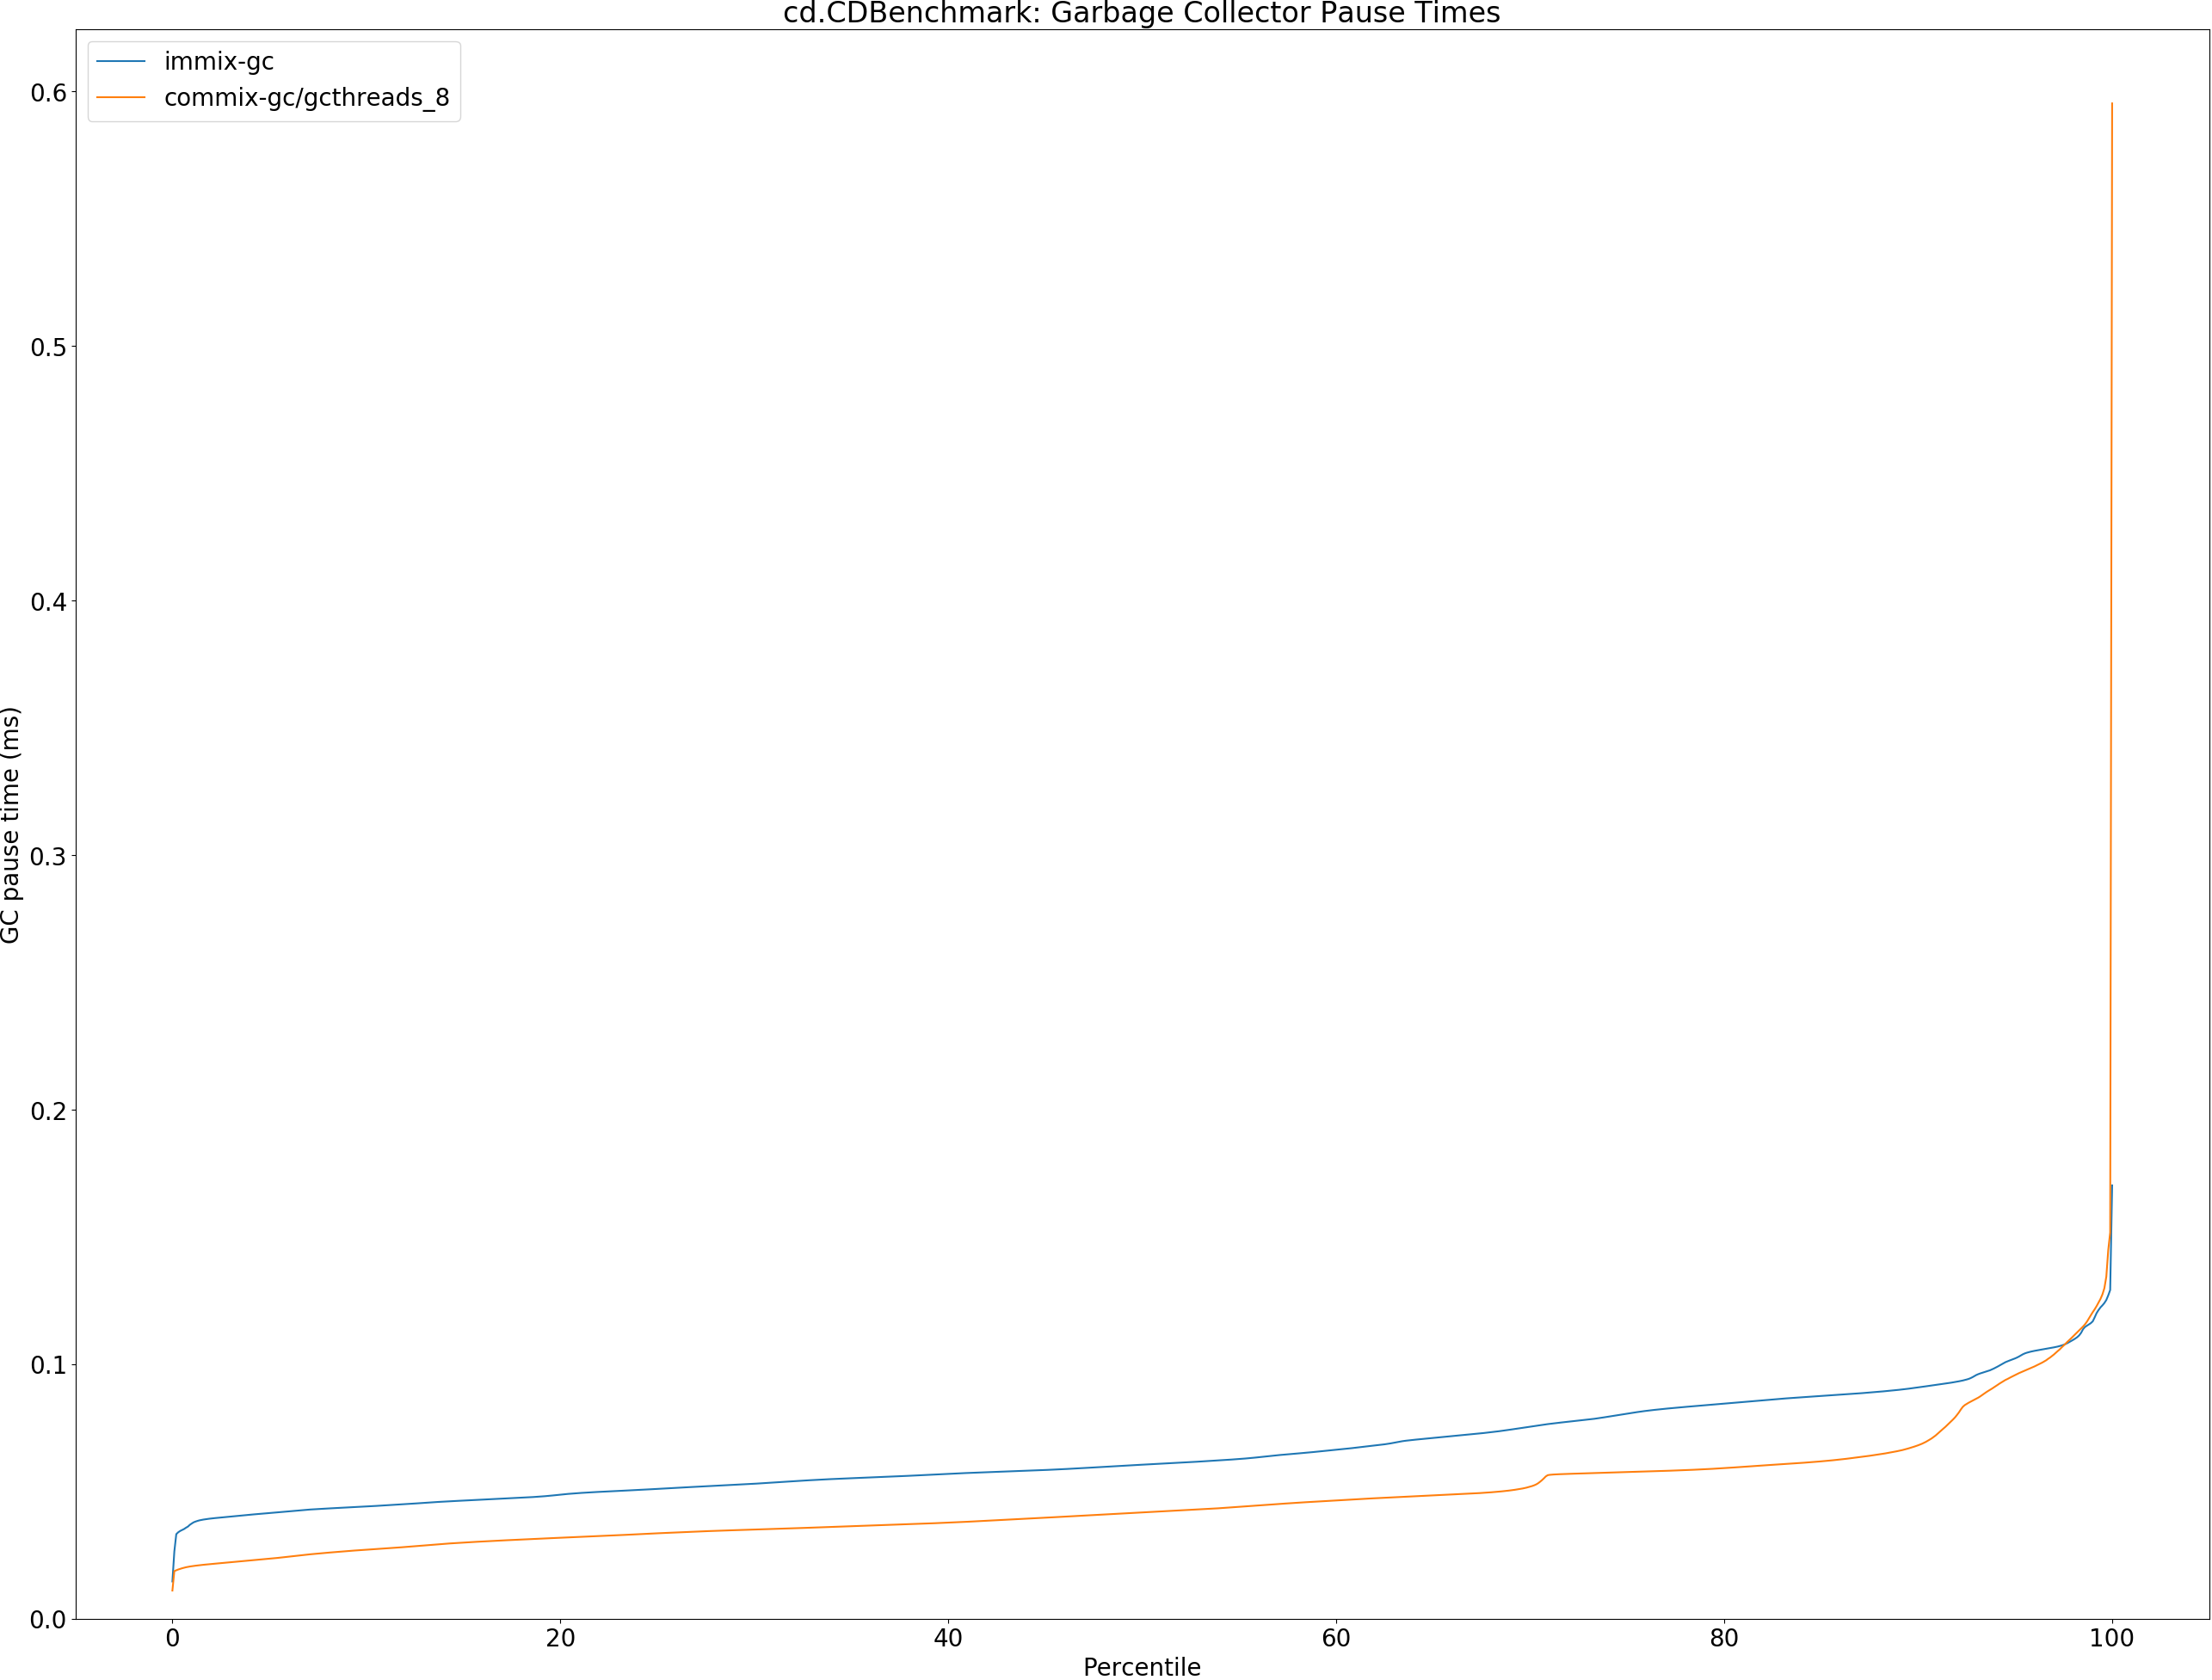 cd.CDBenchmark: Garbage Collector Pause Times
immix-gc
commix-gc/gcthreads_8
0.6
0.5
0.4
0.3
0.2
0.1
0.0
GC pause time (ms)
0 20 40 60 80 100
Percentile